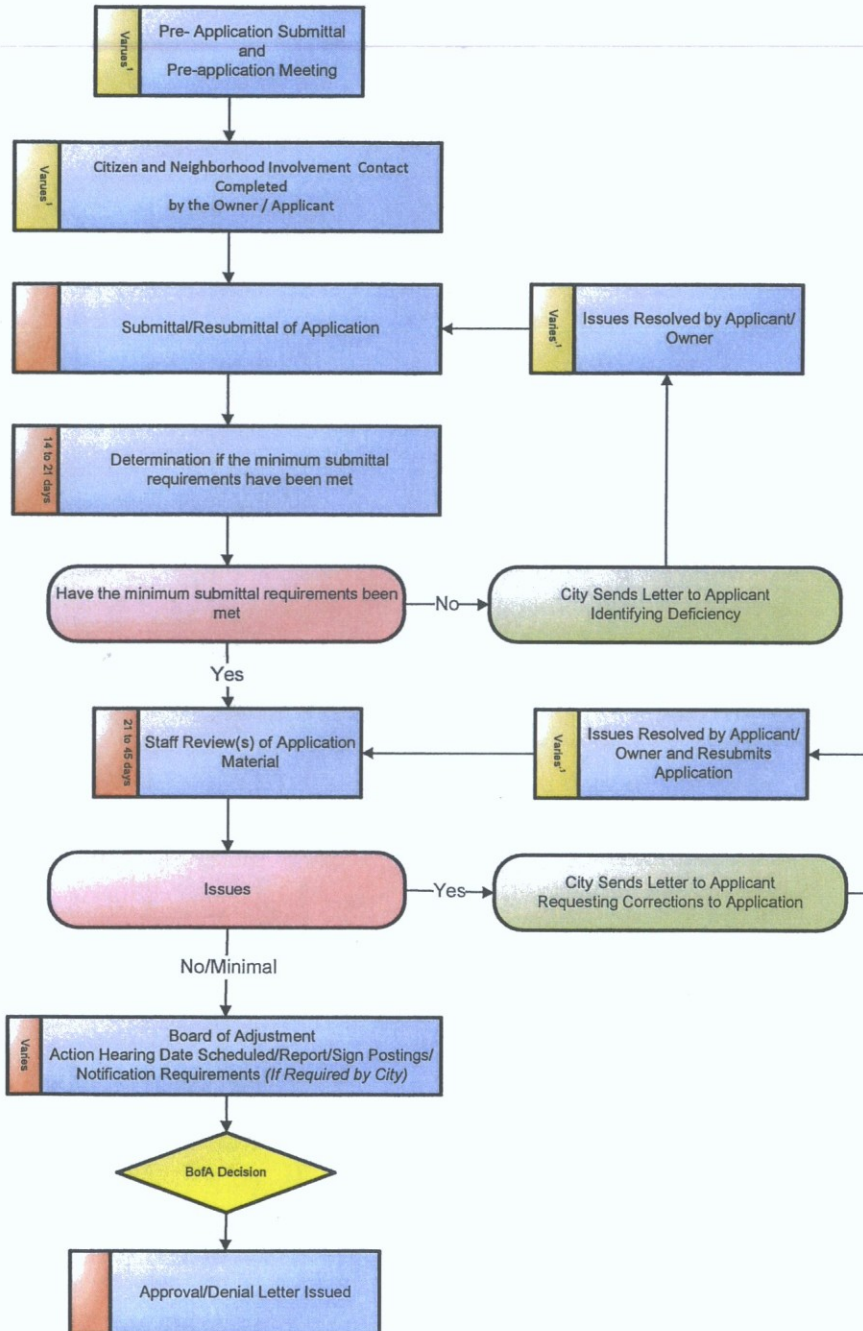 Varues¹
Pre- Application Submittal
and
Pre-application Meeting
Varues¹
Citizen and Neighborhood Involvement Contact
Completed
by the Owner / Applicant
Submittal/Resubmittal of Application
Varies¹
Issues Resolved by Applicant/
Owner
14 to 21 days
Determination if the minimum submittal
requirements have been met
Have the minimum submittal requirements been
met
No
City Sends Letter to Applicant
Identifying Deficiency
Yes
21 to 45 days
Staff Review(s) of Application
Material
Varies¹
Issues Resolved by Applicant/
Owner and Resubmits
Application
Issues
Yes
City Sends Letter to Applicant
Requesting Corrections to Application
No/Minimal
Varies
Board of Adjustment
Action Hearing Date Scheduled/Report/Sign Postings/
Notification Requirements (If Required by City)
BofA Decision
Approval/Denial Letter Issued